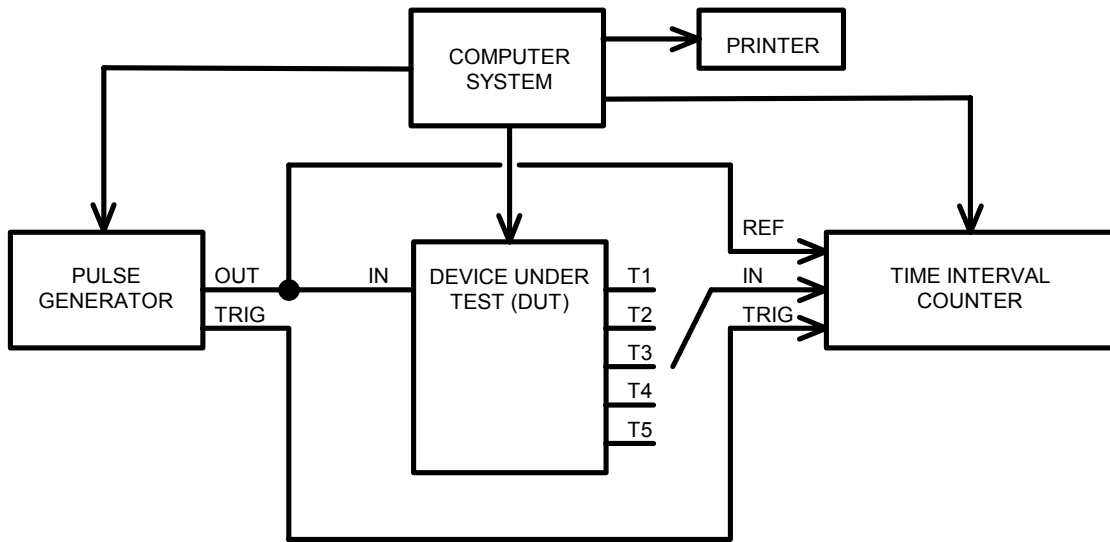 COMPUTER
SYSTEM
PRINTER
PULSE
GENERATOR
OUT
TRIG
IN
DEVICE UNDER
TEST (DUT)
T1
T2
T3
T4
T5
REF
IN
TRIG
TIME INTERVAL
COUNTER